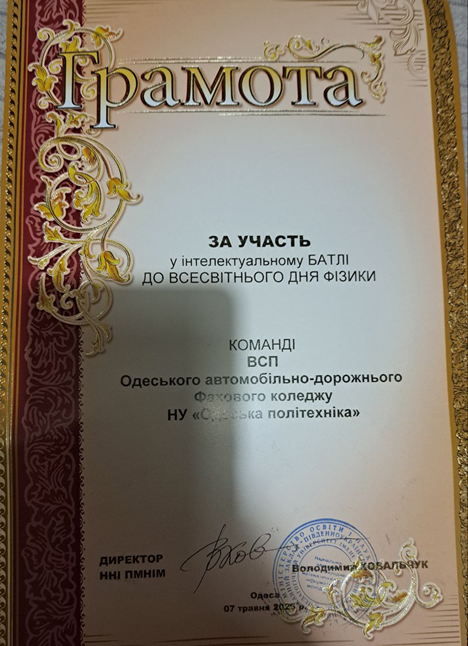 Грамота
ЗА УЧАСТЬ
у інтелектуальному БАТЛІ
ДО ВСЕСВІТНЬОГО ДНЯ ФІЗИКИ
КОМАНДІ
ВСП
Одеського автомобільно-дорожнього
Фахового коледжу
НУ «Одеська політехніка»
ДИРЕКТОР
ННІ ПМНІМ
Володимир КОВАЛЬЧУК
Одеса
07 травня 2025 р.